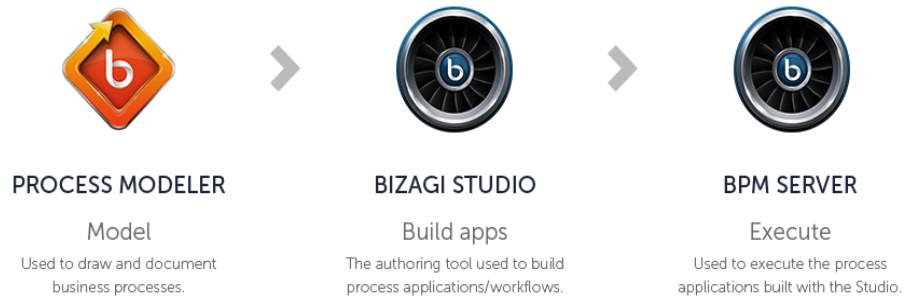 b
b
b
PROCESS MODELER
Model
Used to draw and document
business processes.
BIZAGI STUDIO
Build apps
The authoring tool used to build
process applications/workflows.
BPM SERVER
Execute
Used to execute the process
applications built with the Studio.